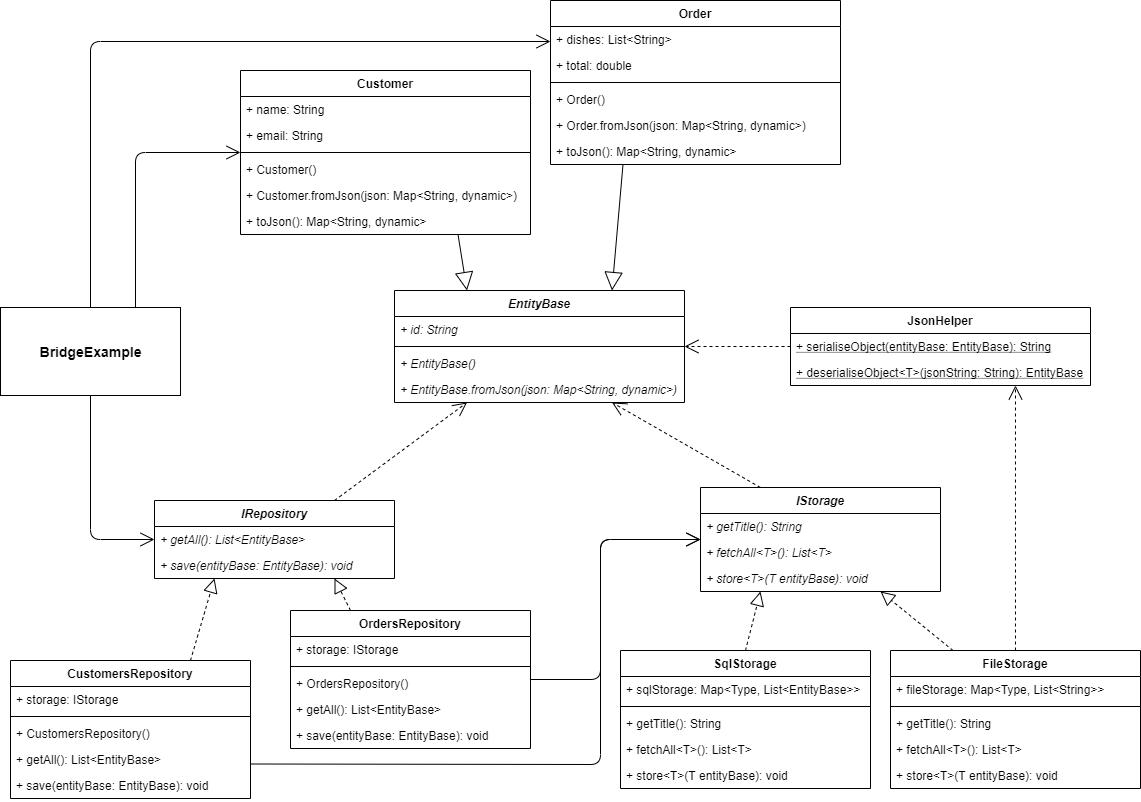 Order
+ dishes: List<String>
+ total: double
+ Order()
+ Order.fromJson(json: Map<String, dynamic>)
+ toJson(): Map<String, dynamic>
Customer
+ name: String
+ email: String
+ Customer()
+ Customer.fromJson(json: Map<String, dynamic>)
+ toJson(): Map<String, dynamic>
BridgeExample
EntityBase
+ id: String
+ EntityBase()
+ EntityBase.fromJson(json: Map<String, dynamic>)
JsonHelper
+ serialiseObject(entityBase: EntityBase): String
+ deserialiseObject<T>(jsonString: String): EntityBase
IRepository
+ getAll(): List<EntityBase>
+ save(entityBase: EntityBase): void
IStorage
+ getTitle(): String
+ fetchAll<T>(): List<T>
+ store<T>(T entityBase): void
CustomersRepository
+ storage: IStorage
+ CustomersRepository()
+ getAll(): List<EntityBase>
+ save(entityBase: EntityBase): void
OrdersRepository
+ storage: IStorage
+ OrdersRepository()
+ getAll(): List<EntityBase>
+ save(entityBase: EntityBase): void
SqlStorage
+ sqlStorage: Map<Type, List<EntityBase>>
+ getTitle(): String
+ fetchAll<T>(): List<T>
+ store<T>(T entityBase): void
FileStorage
+ fileStorage: Map<Type, List<String>>
+ getTitle(): String
+ fetchAll<T>(): List<T>
+ store<T>(T entityBase): void